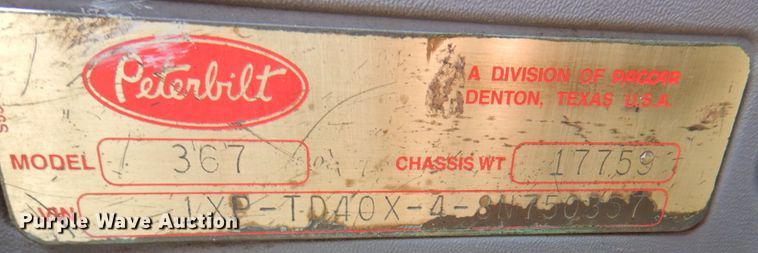 Peterbilt
A DIVISION OF PACCAR
DENTON, TEXAS U.S.A.
MODEL 367
CHASSIS WT 17759
VIN 1XP-TD40X-4-8N750357
Purple Wave Auction